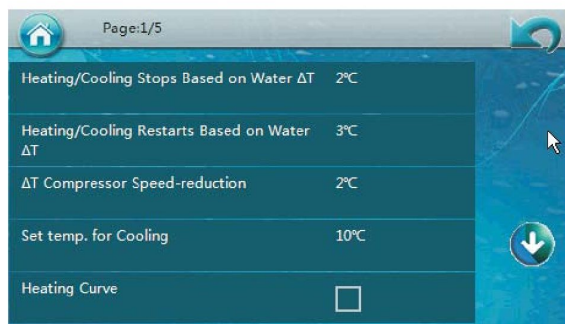 Page:1/5
Heating/Cooling Stops Based on Water ΔT 2℃
Heating/Cooling Restarts Based on Water 3℃
ΔT
ΔT Compressor Speed-reduction 2℃
Set temp. for Cooling 10℃
Heating Curve